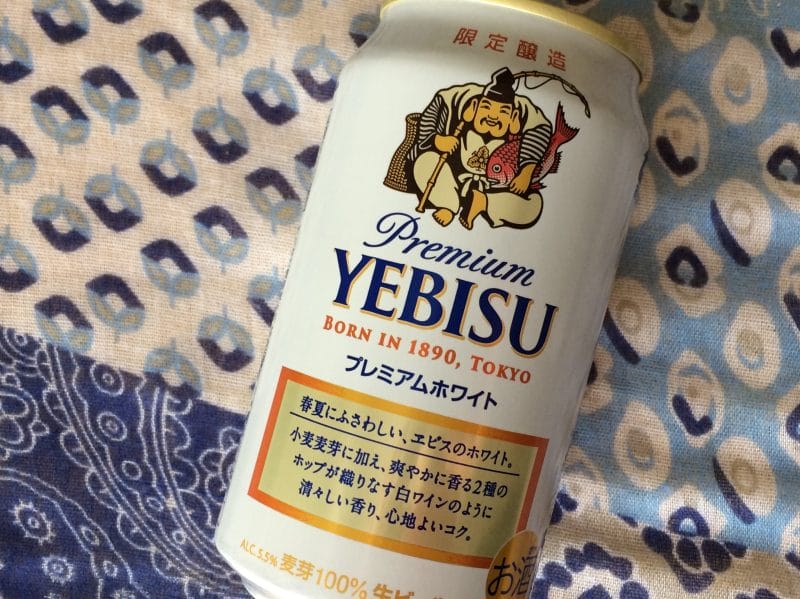 限定醸造
Premium
YEBISU
BORN IN 1890, TOKYO
プレミアムホワイト
春夏にふさわしい、ヱビスのホワイト。
小麦麦芽に加え、爽やかに香る2種の
ホップが織りなす白ワインのように
清々しい香り、心地よいコク。
ALC.5.5% 麦芽100% 生ビ
お酒